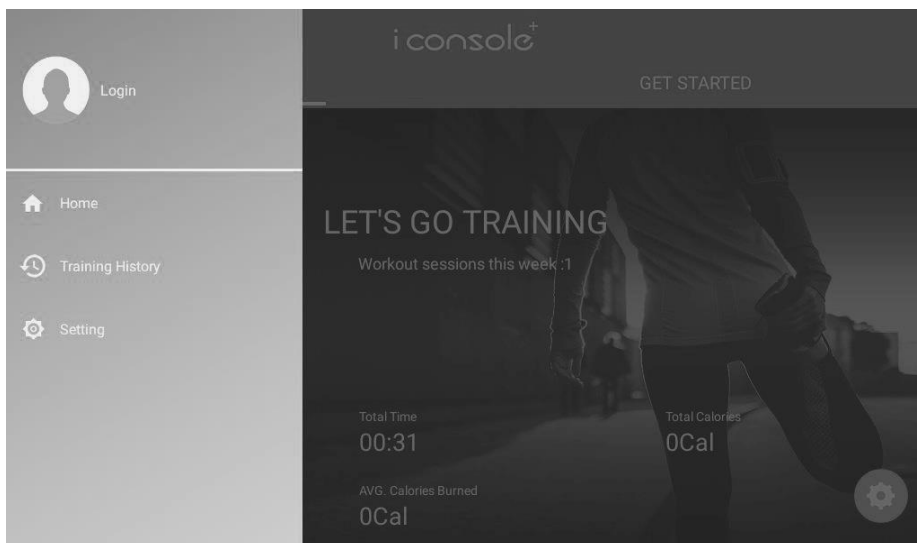 Login
Home
Training History
Setting
i console+
GET STARTED
LET'S GO TRAINING
Workout sessions this week :1
Total Time
00:31
Total Calories
0Cal
AVG. Calories Burned
0Cal